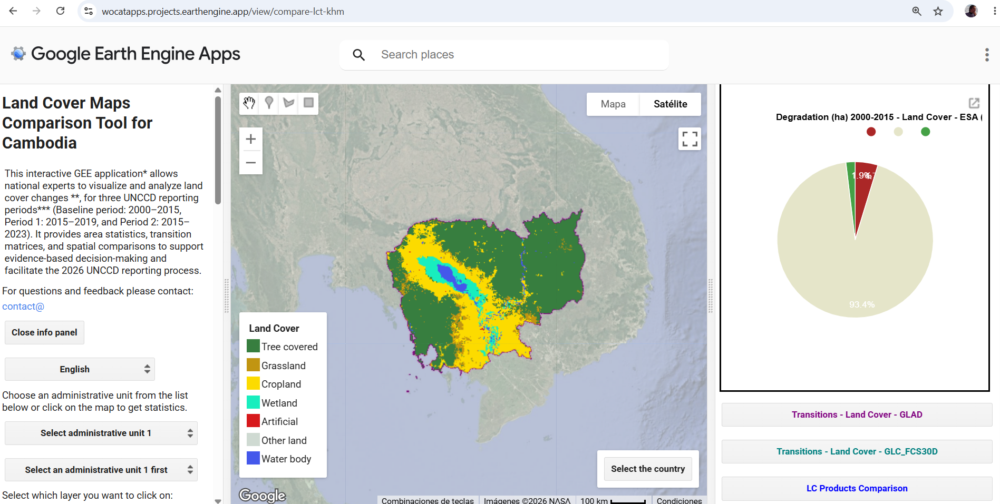 wocatapps.projects.earthengine.app/view/compare-lct-khm
Google Earth Engine Apps
Search places
Land Cover Maps
Comparison Tool for
Cambodia
This interactive GEE application* allows
national experts to visualize and analyze land
cover changes **, for three UNCCD reporting
periods*** (Baseline period: 2000–2015,
Period 1: 2015–2019, and Period 2: 2015–
2023). It provides area statistics, transition
matrices, and spatial comparisons to support
evidence-based decision-making and
facilitate the 2026 UNCCD reporting process.
For questions and feedback please contact:
contact@
Close info panel
English
Choose an administrative unit from the list
below or click on the map to get statistics.
Select administrative unit 1
Select an administrative unit 1 first
Select which layer you want to click on:
Mapa
Satélite
Land Cover
Tree covered
Grassland
Cropland
Wetland
Artificial
Other land
Water body
Select the country
Google
Combinaciones de teclas
Imágenes ©2026 NASA
100 km
Condiciones
Degradation (ha) 2000-2015 - Land Cover - ESA (
1.9%
4.7
93.4%
Transitions - Land Cover - GLAD
Transitions - Land Cover - GLC_FCS30D
LC Products Comparison